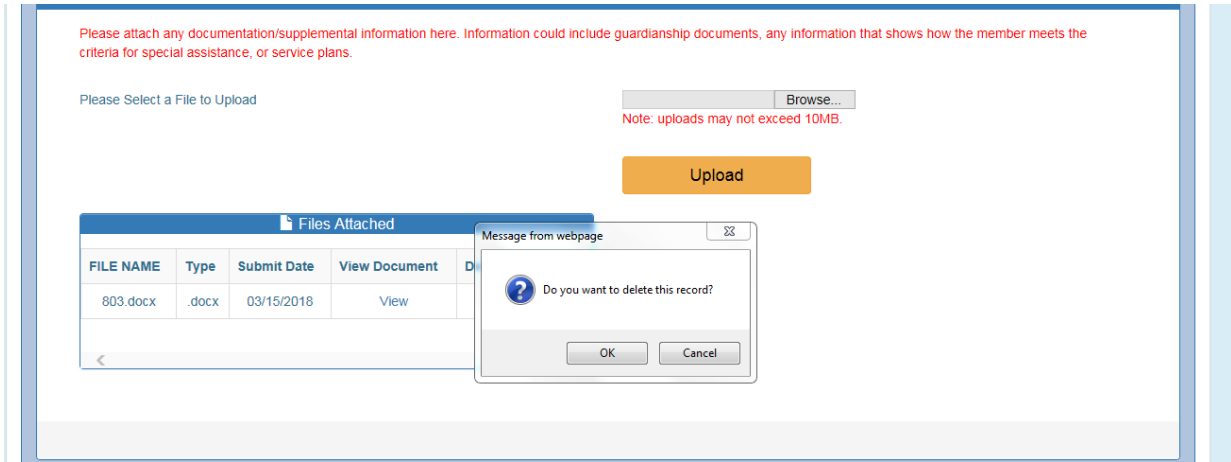 Please attach any documentation/supplemental information here. Information could include guardianship documents, any information that shows how the member meets the
criteria for special assistance, or service plans.
Please Select a File to Upload
Browse...
Note: uploads may not exceed 10MB.
Upload
Files Attached
FILE NAME Type Submit Date View Document D
803.docx .docx 03/15/2018 View
Message from webpage
Do you want to delete this record?
OK Cancel